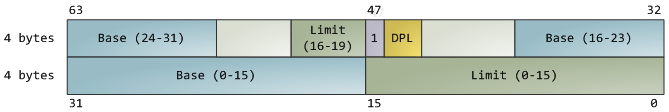 63 47 32
4 bytes Base (24-31) Limit (16-19) 1 DPL Base (16-23)
4 bytes Base (0-15) Limit (0-15)
31 15 0